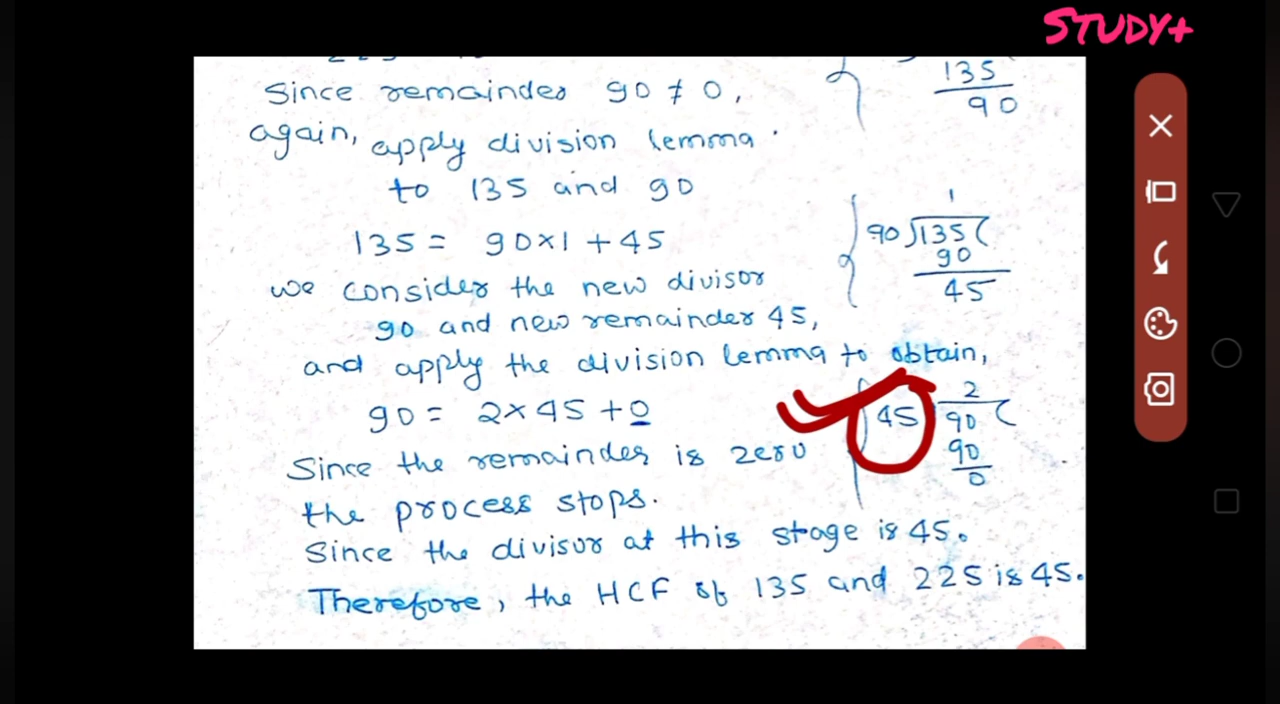 STUDY+
Since remainder 90 ≠ 0,
again, apply division lemma
to 135 and 90
135 = 90×1 + 45
we consider the new divisor
90 and new remainder 45,
and apply the division lemma to obtain,
90 = 2×45 + 0
Since the remainder is zero
the process stops.
Since the divisor at this stage is 45.
Therefore, the HCF of 135 and 225 is 45.
135
90
1
90)135(
90
45
2
45)90(
90
0